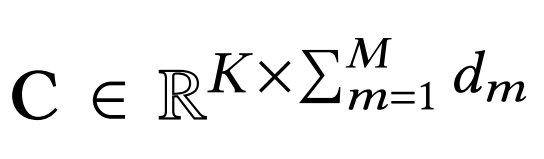 C ∈ ℝ^{K×∑_{m=1}^{M} d_m}